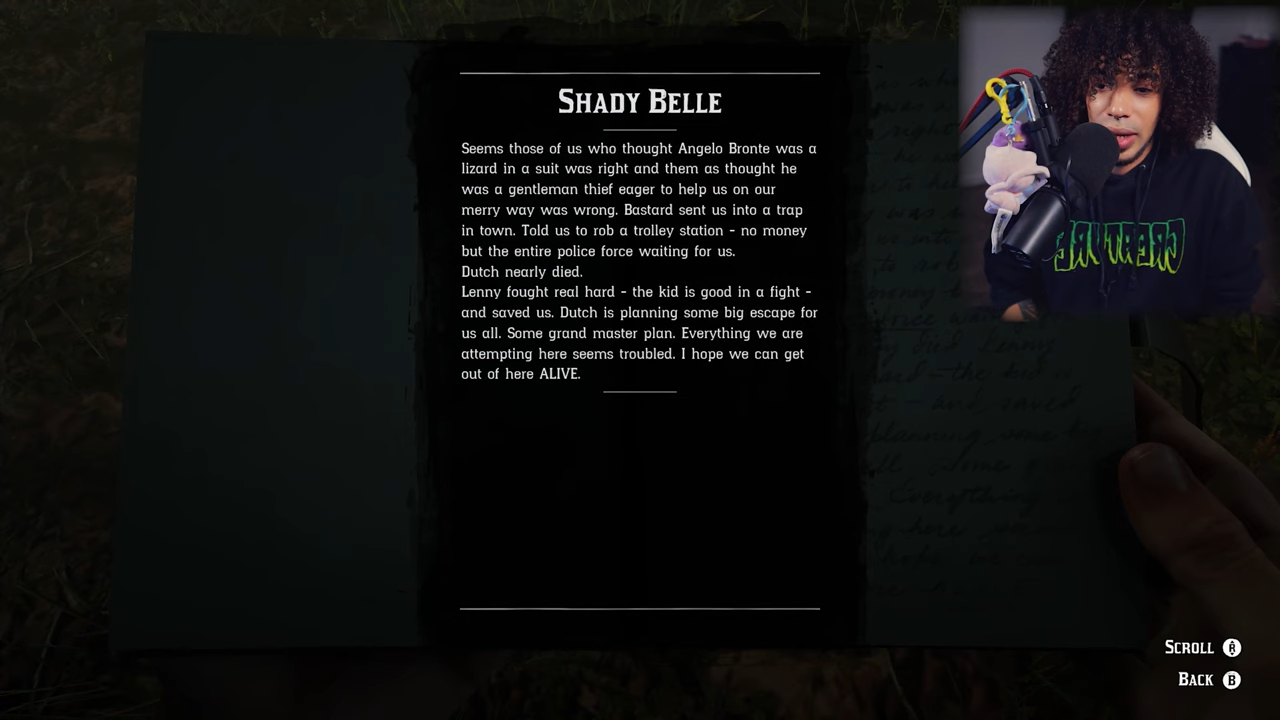 SHADY BELLE
Seems those of us who thought Angelo Bronte was a
lizard in a suit was right and them as thought he
was a gentleman thief eager to help us on our
merry way was wrong. Bastard sent us into a trap
in town. Told us to rob a trolley station - no money
but the entire police force waiting for us.
Dutch nearly died.
Lenny fought real hard - the kid is good in a fight -
and saved us. Dutch is planning some big escape for
us all. Some grand master plan. Everything we are
attempting here seems troubled. I hope we can get
out of here ALIVE.
CREATURE
SCROLL R
BACK B